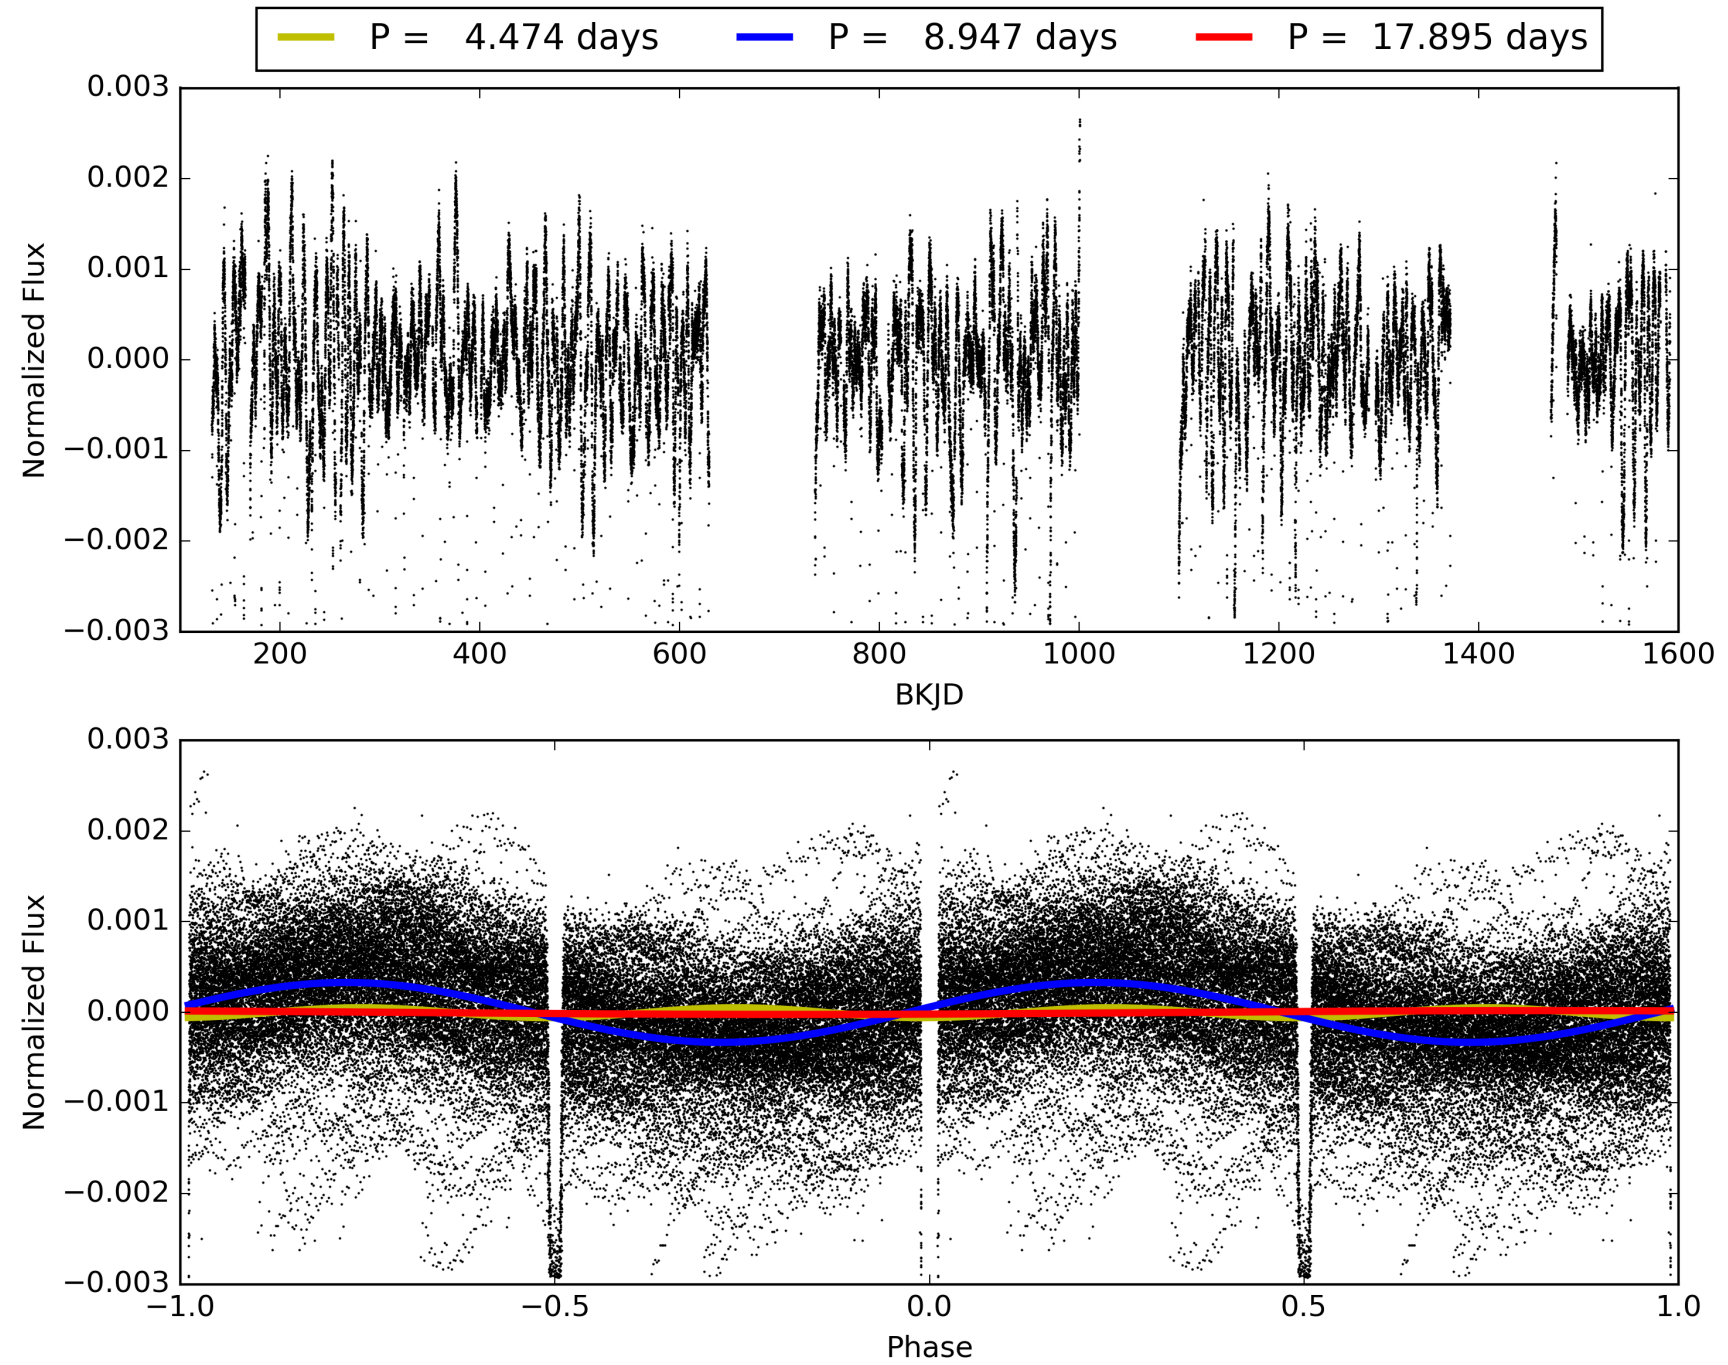 P = 4.474 days P = 8.947 days P = 17.895 days
0.003
0.002
0.001
0.000
−0.001
−0.002
−0.003
Normalized Flux
200 400 600 800 1000 1200 1400 1600
BKJD
0.003
0.002
0.001
0.000
−0.001
−0.002
−0.003
Normalized Flux
−1.0 −0.5 0.0 0.5 1.0
Phase